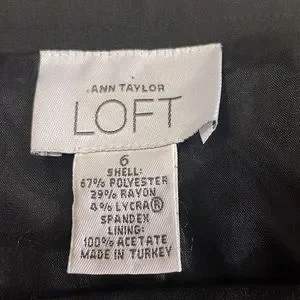 ANN TAYLOR
LOFT
6
SHELL:
67% POLYESTER
29% RAYON
4% LYCRA®
SPANDEX
LINING:
100% ACETATE
MADE IN TURKEY